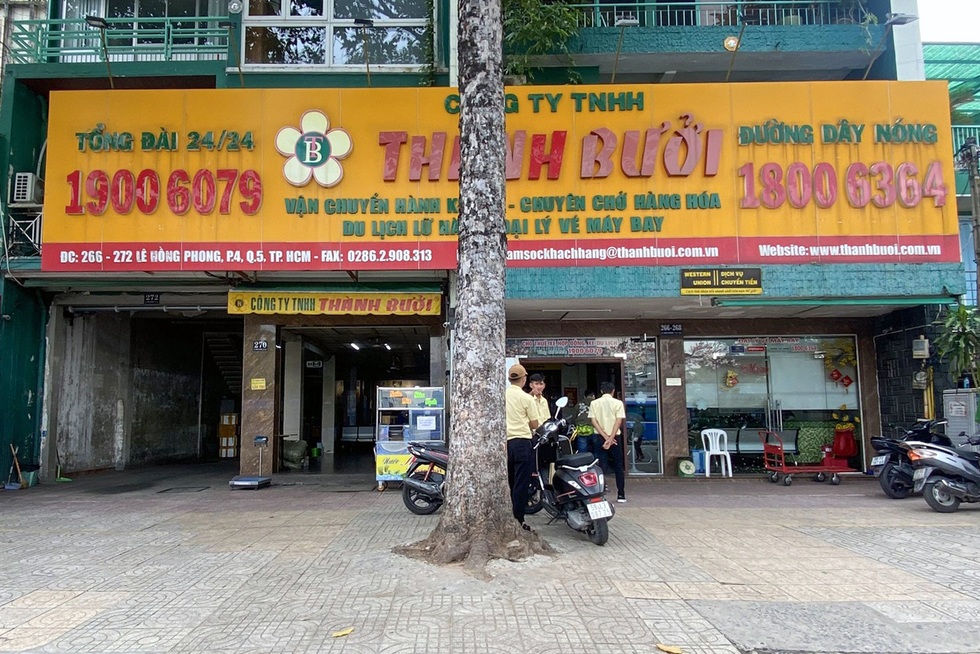 CÔNG TY TNHH
THÀNH BƯỞI
TỔNG ĐÀI 24/24
19006079
B
ĐƯỜNG DÂY NÓNG
18006364
VẬN CHUYỂN HÀNH K - CHUYÊN CHỞ HÀNG HÓA
DU LỊCH LỮ HÀ ĐẠI LÝ VÉ MÁY BAY
ĐC: 266 - 272 LÊ HỒNG PHONG, P.4, Q.5. TP. HCM - FAX: 0286.2.908.313
amsockhachhang@thanhbuoi.com.vn
Website: www.thanhbuoi.com.vn
WESTERN UNION
DỊCH VỤ CHUYỂN TIỀN
272
CÔNG TY TNHH THÀNH BƯỞI
270
266-268